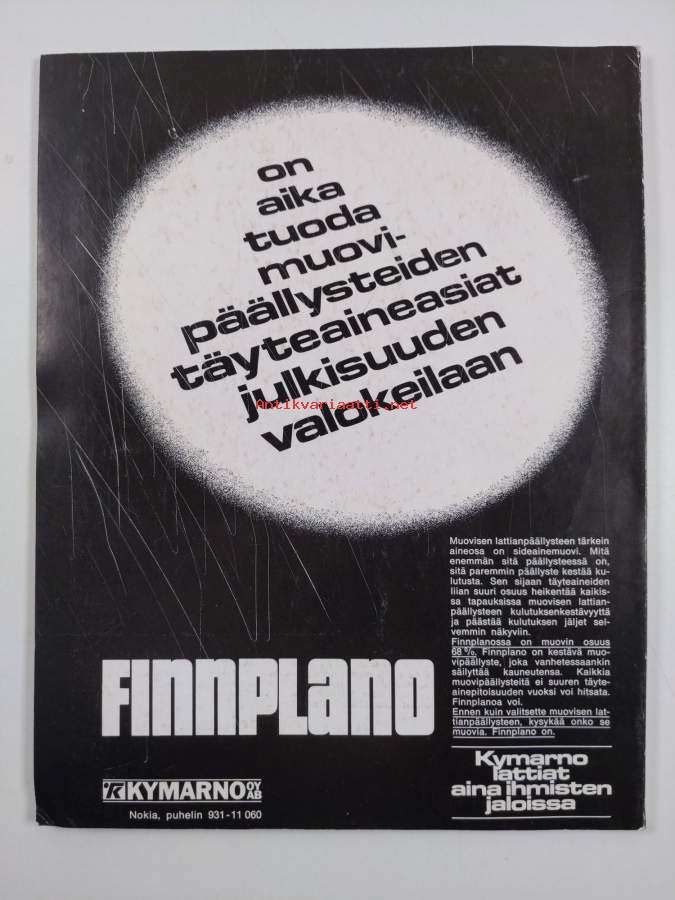 on
aika
tuoda
muovi-
päällysteiden
täyteaineasiat
julkisuuden
Antikvariaatti.net
valokeilaan
Muovisen lattianpäällysteen tärkein
aineosa on sideainemuovi. Mitä
enemmän sitä päällysteessä on,
sitä paremmin päällyste kestää ku-
lutusta. Sen sijaan täyteaineiden
liian suuri osuus heikentää kaikis-
sa tapauksissa muovisen lattian-
päällysteen kulutuksenkestävyyttä
ja päästää kulutuksen jäljet sel-
vemmin näkyviin.
Finnplanossa on muovin osuus
68 %. Finnplano on kestävä muo-
vipäällyste, joka vanhetessaankin
säilyttää kauneutensa. Kaikkia
muovipäällysteitä ei suuren täyte-
ainepitoisuuden vuoksi voi hitsata.
Finnplanoa voi.
Ennen kuin valitsette muovisen lat-
tianpäällysteen, kysykää onko se
muovia. Finnplano on.
FINNPLANO
KYMARNO OY AB
Nokia, puhelin 931-11 060
Kymarno
lattiat
aina ihmisten
jaloissa